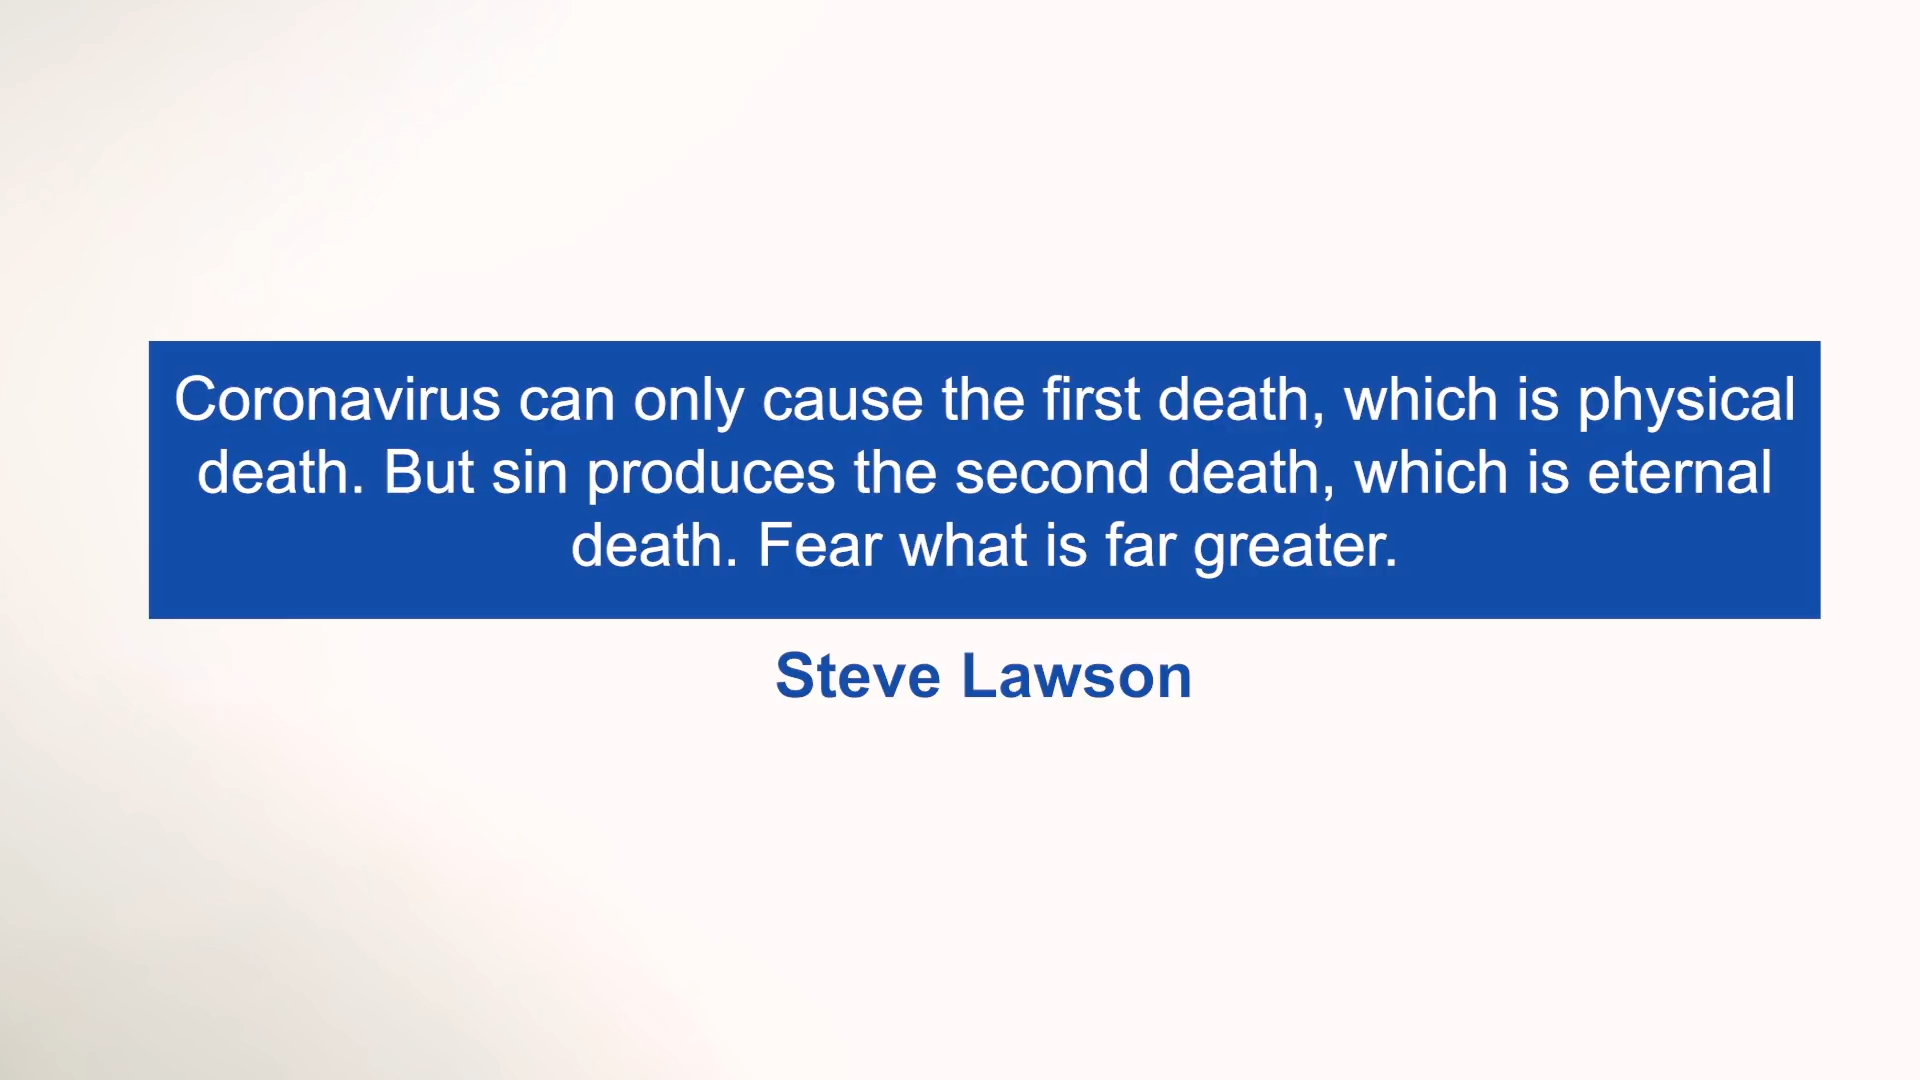 Coronavirus can only cause the first death, which is physical
death. But sin produces the second death, which is eternal
death. Fear what is far greater.
Steve Lawson